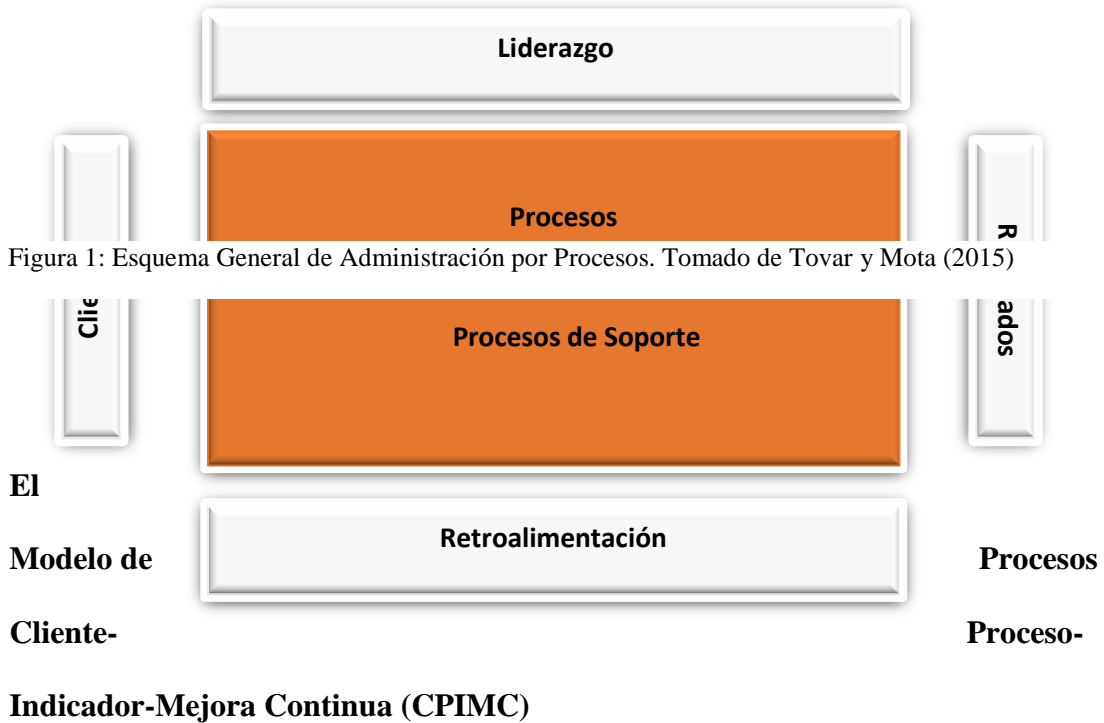 Liderazgo
Procesos
Figura 1: Esquema General de Administración por Procesos. Tomado de Tovar y Mota (2015)
Procesos de Soporte
El
Retroalimentación
Modelo de Procesos
Cliente- Proceso-
Indicador-Mejora Continua (CPIMC)